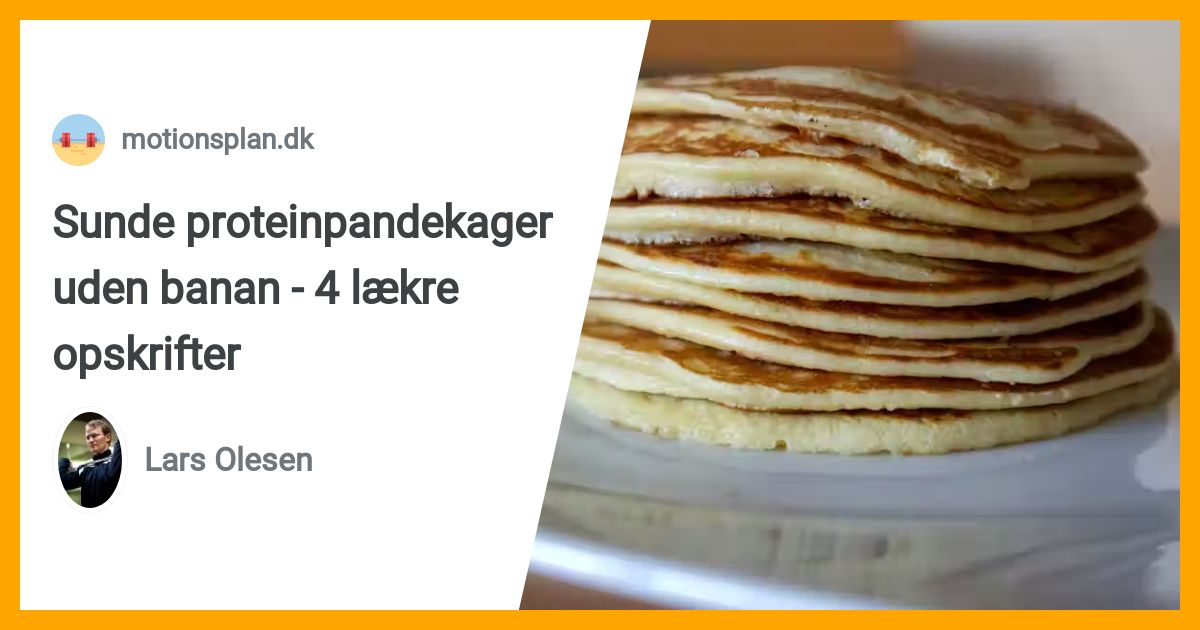 motionsplan.dk
Sunde proteinpandekager
uden banan - 4 lækre
opskrifter
Lars Olesen